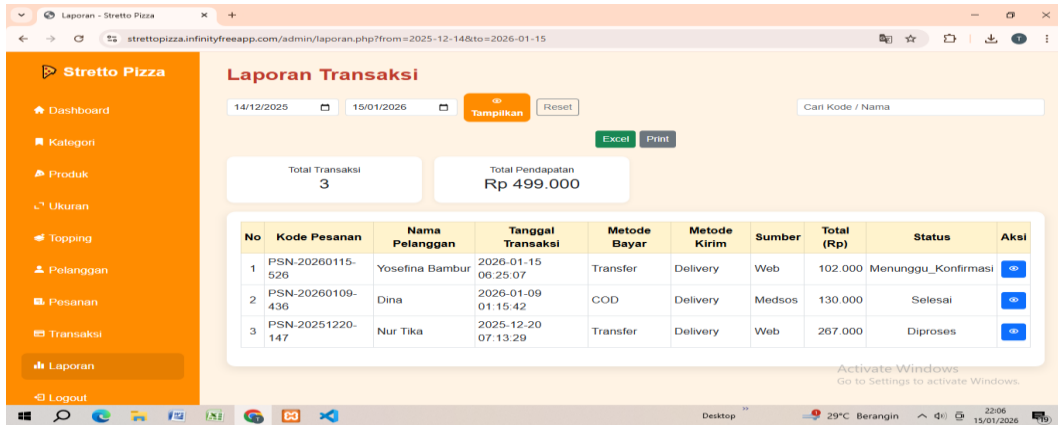 Laporan - Stretto Pizza
strettopizza.infinityfreeapp.com/admin/laporan.php?from=2025-12-14&to=2026-01-15
T
Stretto Pizza
Dashboard
Kategori
Produk
Ukuran
Topping
Pelanggan
Pesanan
Transaksi
Laporan
Logout
Laporan Transaksi
14/12/2025 15/01/2026 Tampilkan Reset Cari Kode / Nama
Excel Print
Total Transaksi
3
Total Pendapatan
Rp 499.000
No Kode Pesanan Nama Pelanggan Tanggal Transaksi Metode Bayar Metode Kirim Sumber Total (Rp) Status Aksi
1 PSN-20260115-526 Yosefina Bambur 2026-01-15 06:25:07 Transfer Delivery Web 102.000 Menunggu_Konfirmasi
2 PSN-20260109-436 Dina 2026-01-09 01:15:42 COD Delivery Medsos 130.000 Selesai
3 PSN-20251220-147 Nur Tika 2025-12-20 07:13:29 Transfer Delivery Web 267.000 Diproses
Activate Windows
Go to Settings to activate Windows.
Desktop 29°C Berangin 22:06
15/01/2026